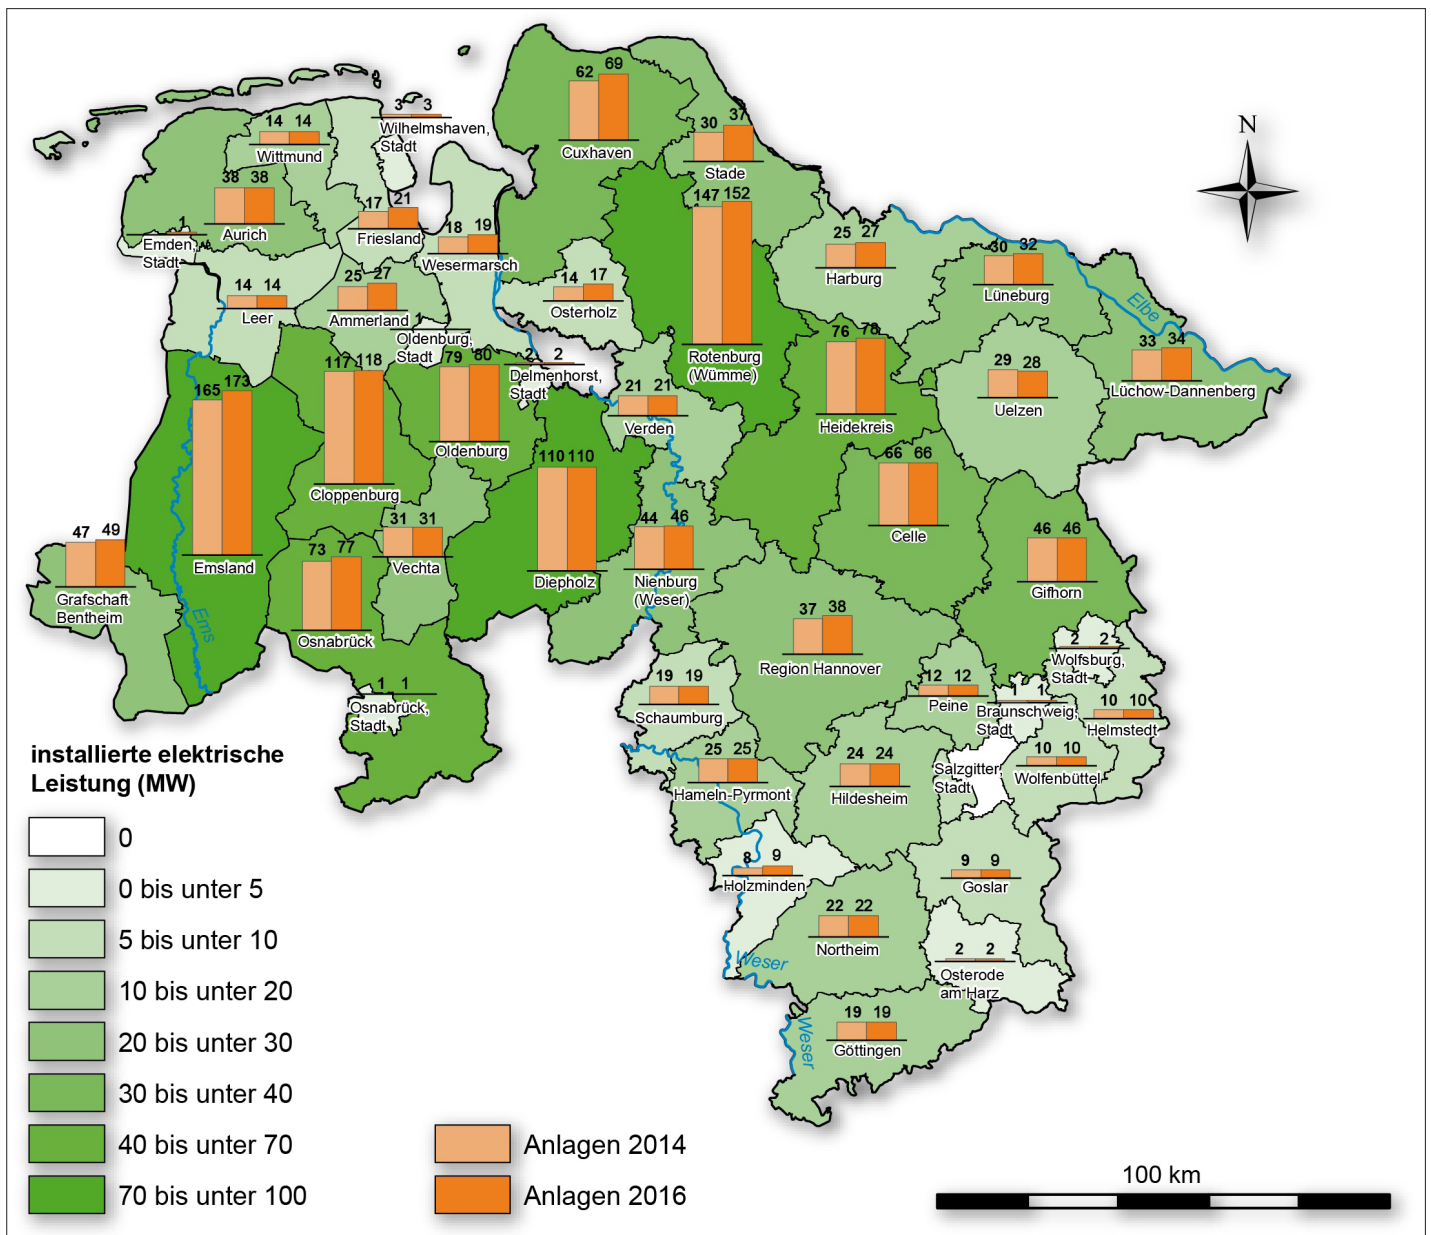 62 69
Cuxhaven
3 3
Wilhelmshaven,
Stadt
14 14
Wittmund
30 37
Stade
N
38 38
Aurich
147 152
Rotenburg
(Wümme)
17 21
Friesland
18 19
Wesermarsch
1
Emden,
Stadt
25 27
Harburg
30 32
Lüneburg
Elbe
14 14
Leer
25 27
Ammerland
14 17
Osterholz
1
Oldenburg,
Stadt
76 78
Heidekreis
33 34
Lüchow-Dannenberg
29 28
Uelzen
117 118
Cloppenburg
79 80
Oldenburg
2 2
Delmenhorst,
Stadt
21 21
Verden
165 173
Emsland
110 110
Diepholz
66 66
Celle
47 49
Grafschaft
Bentheim
31 31
Vechta
44 46
Nienburg
(Weser)
46 46
Gifhorn
73 77
Osnabrück
Ems
37 38
Region Hannover
2 2
Wolfsburg,
Stadt
1 1
Osnabrück,
Stadt
19 19
Schaumburg
12 12
Peine
1 1
Braunschweig,
Stadt
10 10
Helmstedt
25 25
Hameln-Pyrmont
24 24
Hildesheim
Salzgitter,
Stadt
10 10
Wolfenbüttel
8 9
Holzminden
9 9
Goslar
22 22
Northeim
Weser
2 2
Osterode
am Harz
19 19
Göttingen
Weser
installierte elektrische
Leistung (MW)
0
0 bis unter 5
5 bis unter 10
10 bis unter 20
20 bis unter 30
30 bis unter 40
40 bis unter 70
70 bis unter 100
Anlagen 2014
Anlagen 2016
100 km